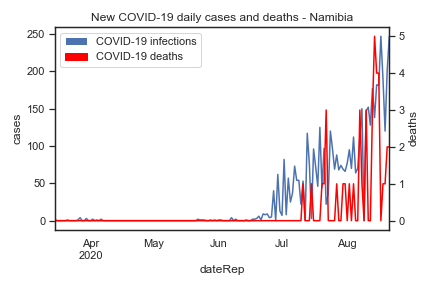 New COVID-19 daily cases and deaths - Namibia
COVID-19 infections
COVID-19 deaths
250
200
150
100
50
0
cases
5
4
3
2
1
0
deaths
Apr
2020
May
Jun
Jul
Aug
dateRep